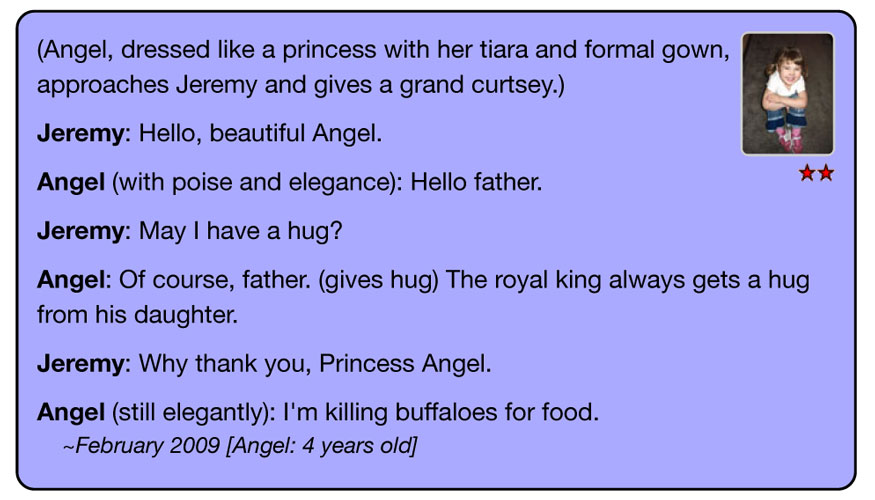 (Angel, dressed like a princess with her tiara and formal gown,
approaches Jeremy and gives a grand curtsey.)
Jeremy: Hello, beautiful Angel.
Angel (with poise and elegance): Hello father.
Jeremy: May I have a hug?
Angel: Of course, father. (gives hug) The royal king always gets a hug
from his daughter.
Jeremy: Why thank you, Princess Angel.
Angel (still elegantly): I'm killing buffaloes for food.
~February 2009 [Angel: 4 years old]